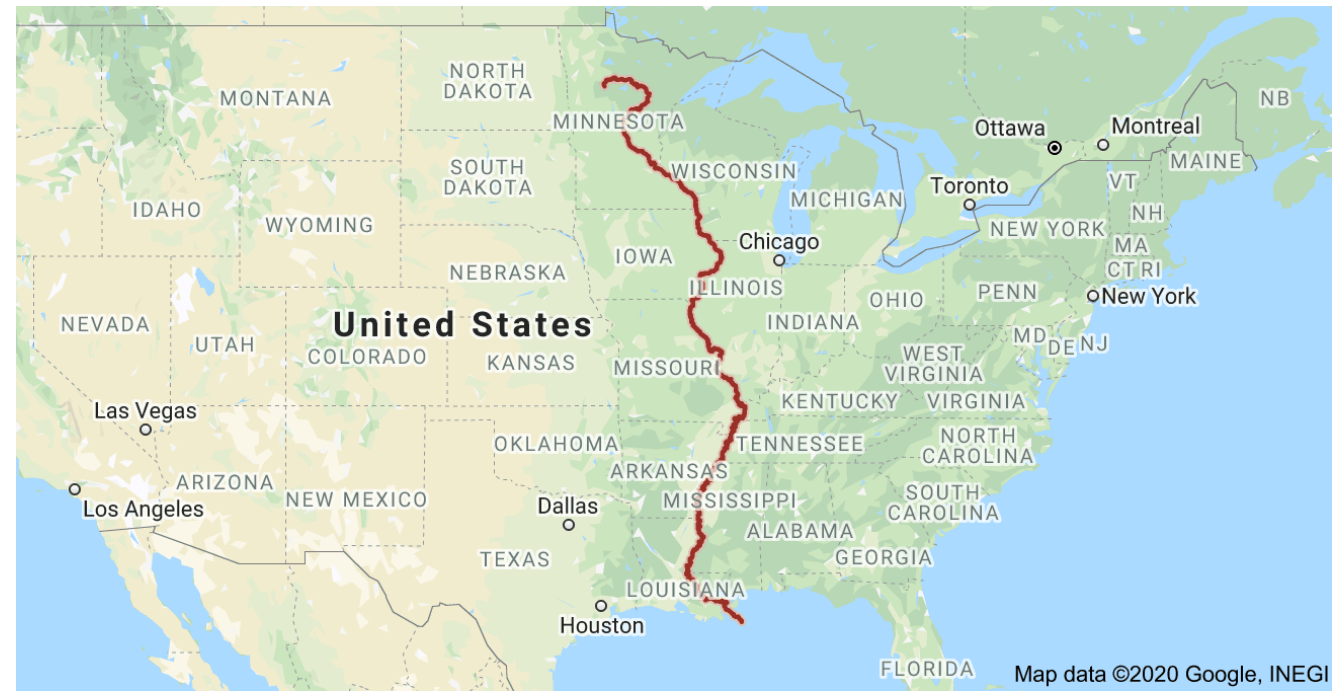 NORTH
DAKOTA
MONTANA
NB
MINNESOTA
Ottawa
Montreal
MAINE
SOUTH
DAKOTA
WISCONSIN
VT
MICHIGAN
Toronto
IDAHO
WYOMING
NH
NEW YORK
MA
Chicago
IOWA
CT RI
NEBRASKA
ILLINOIS
OHIO
PENN
New York
NEVADA
United States
INDIANA
UTAH
COLORADO
KANSAS
MISSOURI
WEST
VIRGINIA
MD
DE
NJ
Las Vegas
KENTUCKY
VIRGINIA
OKLAHOMA
TENNESSEE
NORTH
CAROLINA
ARKANSAS
ARIZONA
NEW MEXICO
MISSISSIPPI
SOUTH
CAROLINA
Los Angeles
Dallas
ALABAMA
TEXAS
GEORGIA
LOUISIANA
Houston
FLORIDA
Map data ©2020 Google, INEGI